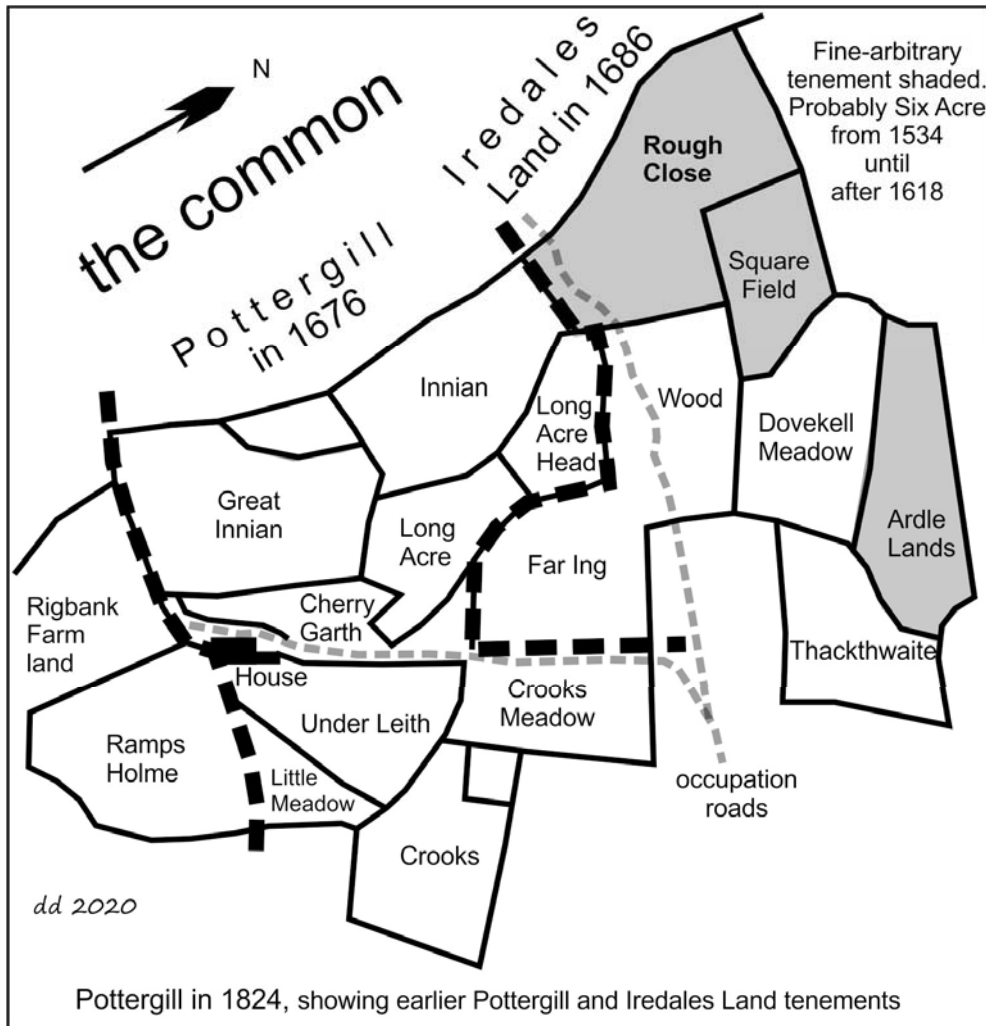 N
the common
Iredales
Land in 1686
Fine-arbitrary
tenement shaded.
Probably Six Acre
from 1534
until
after 1618
Pottergill
in 1676
Rough
Close
Square
Field
Innian
Long
Acre
Head
Wood
Dovekell
Meadow
Great
Innian
Long
Acre
Ardle
Lands
Far Ing
Rigbank
Farm
land
Cherry
Garth
Thackthwaite
House
Crooks
Meadow
Under Leith
Ramps
Holme
Little
Meadow
occupation
roads
Crooks
dd 2020
Pottergill in 1824, showing earlier Pottergill and Iredales Land tenements